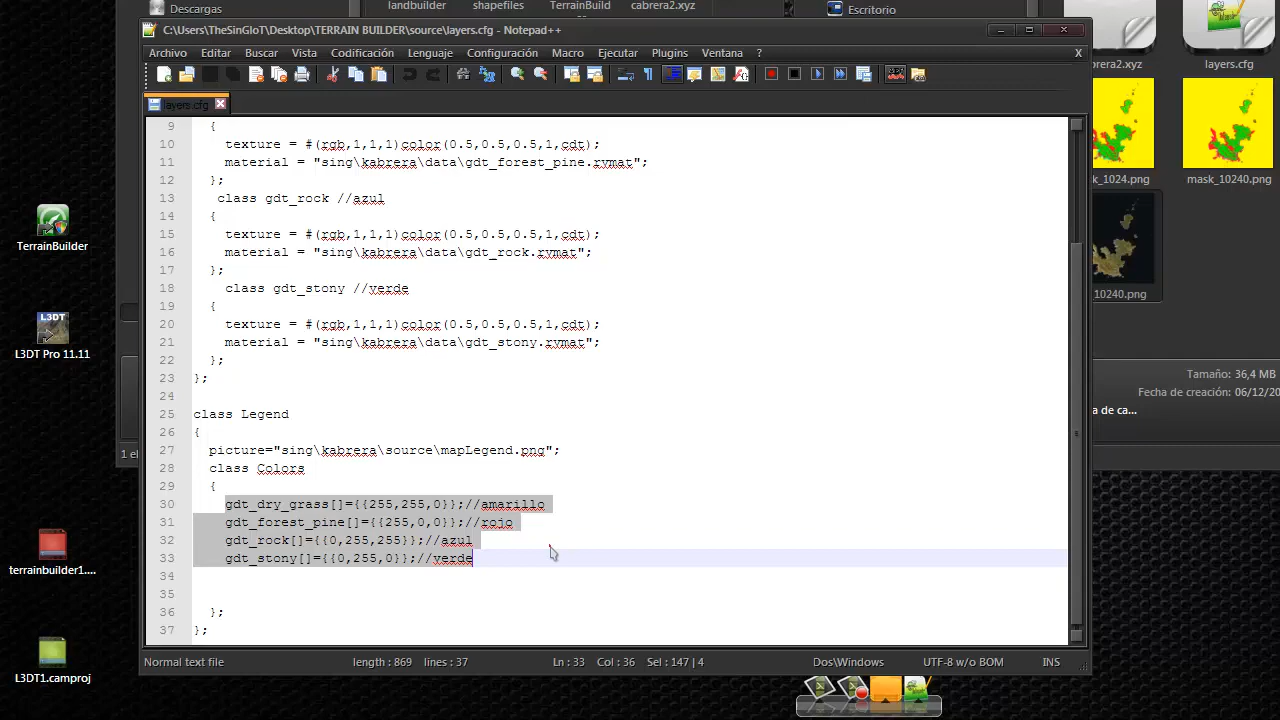 Descargas
landbuilder
shapefiles
TerrainBuild
cabrera2.xyz
Escritorio
C:\Users\TheSinGloT\Desktop\TERRAIN BUILDER\source\layers.cfg - Notepad++
Archivo Editar Buscar Vista Codificación Lenguaje Configuración Macro Ejecutar Plugins Ventana ? X
layers.cfg
9 {
10 texture = #(rgb,1,1,1)color(0.5,0.5,0.5,1,cdt);
11 material = "sing\kabrera\data\gdt_forest_pine.rvmat";
12 };
13 class gdt_rock //azul
14 {
15 texture = #(rgb,1,1,1)color(0.5,0.5,0.5,1,cdt);
16 material = "sing\kabrera\data\gdt_rock.rvmat";
17 };
18 class gdt_stony //verde
19 {
20 texture = #(rgb,1,1,1)color(0.5,0.5,0.5,1,cdt);
21 material = "sing\kabrera\data\gdt_stony.rvmat";
22 };
23 };
24
25 class Legend
26 {
27 picture="sing\kabrera\source\mapLegend.png";
28 class Colors
29 {
30 gdt_dry_grass[]={{255,255,0}};//amarillo
31 gdt_forest_pine[]={{255,0,0}};//rojo
32 gdt_rock[]={{0,255,255}};//azul
33 gdt_stony[]={{0,255,0}};//verde
34
35
36 };
37 };
Normal text file length : 869 lines : 37 Ln : 33 Col : 36 Sel : 147 | 4 Dos\Windows UTF-8 w/o BOM INS
TerrainBuilder
L3DT Pro 11.11
terrainbuilder1....
L3DT1.camproj
brera2.xyz
layers.cfg
k_1024.png
mask_10240.png
10240.png
Tamaño: 36,4 MB
Fecha de creación: 06/12/20
a de ca...
1 el